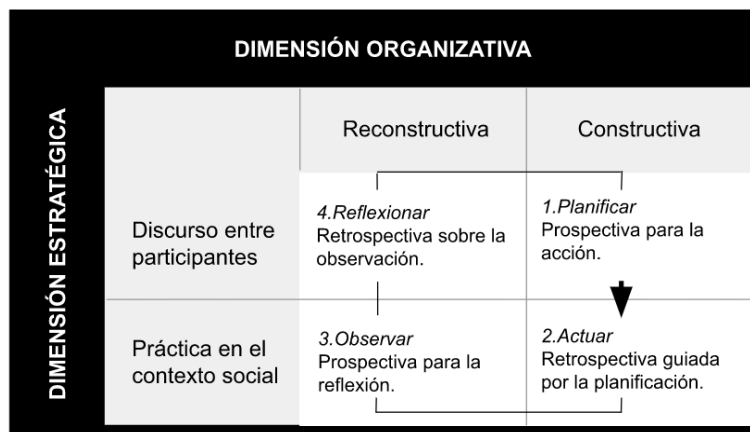 DIMENSIÓN ORGANIZATIVA
DIMENSIÓN ESTRATÉGICA
Reconstructiva
Constructiva
Discurso entre
participantes
4.Reflexionar
Retrospectiva sobre la
observación.
1.Planificar
Prospectiva para la
acción.
Práctica en el
contexto social
3.Observar
Prospectiva para la
reflexión.
2.Actuar
Retrospectiva guiada
por la planificación.